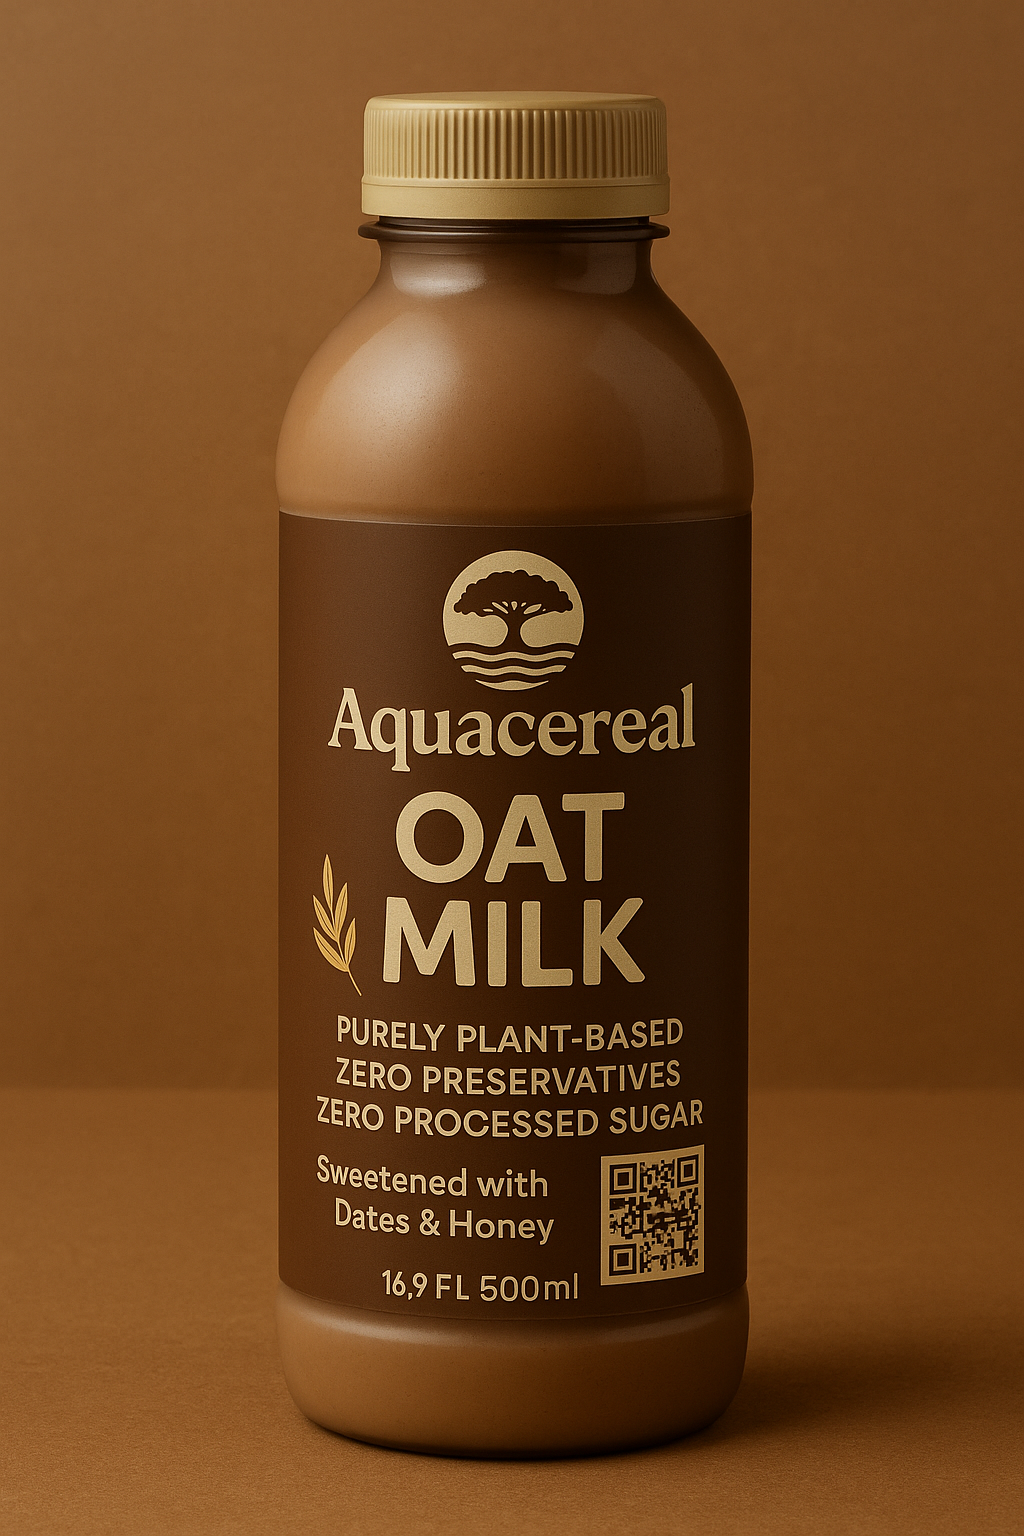 Aquacereal
OAT
MILK
PURELY PLANT-BASED
ZERO PRESERVATIVES
ZERO PROCESSED SUGAR
Sweetened with
Dates & Honey
16,9 FL 500ml